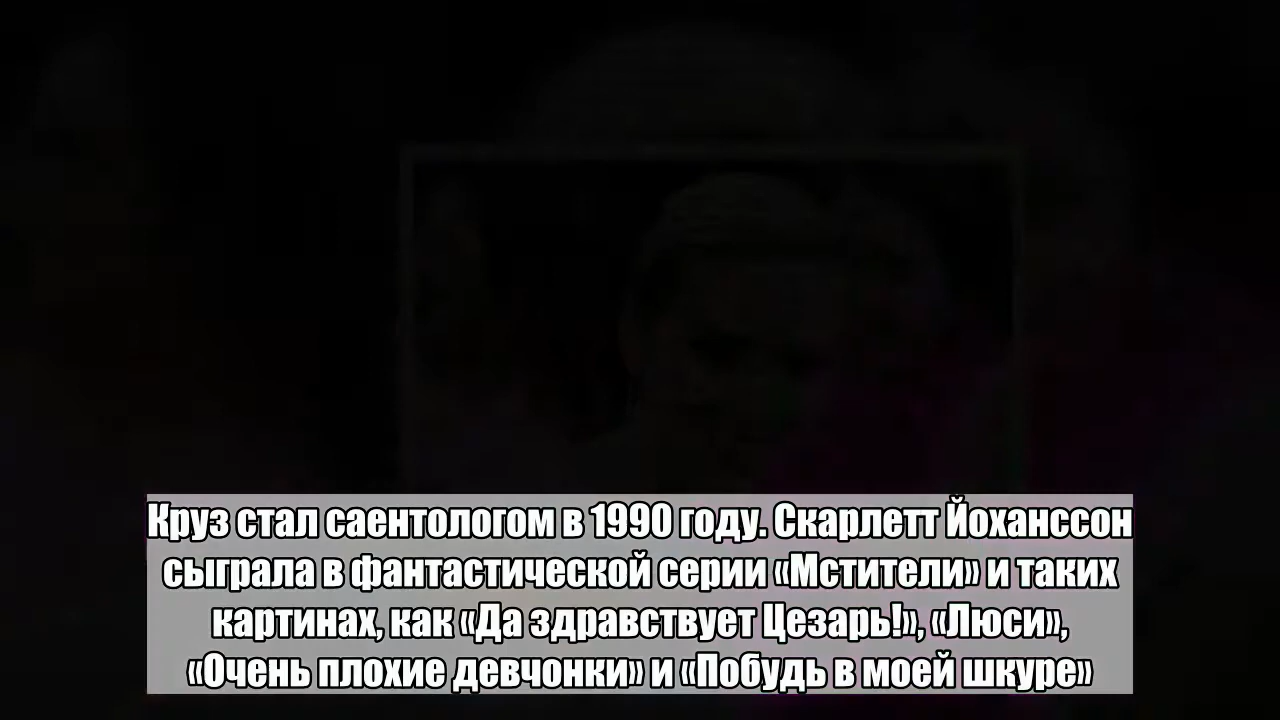 Круз стал саентологом в 1990 году. Скарлетт Йоханссон
сыграла в фантастической серии «Мстители» и таких
картинах, как «Да здравствует Цезарь!», «Люси»,
«Очень плохие девчонки» и «Побудь в моей шкуре»